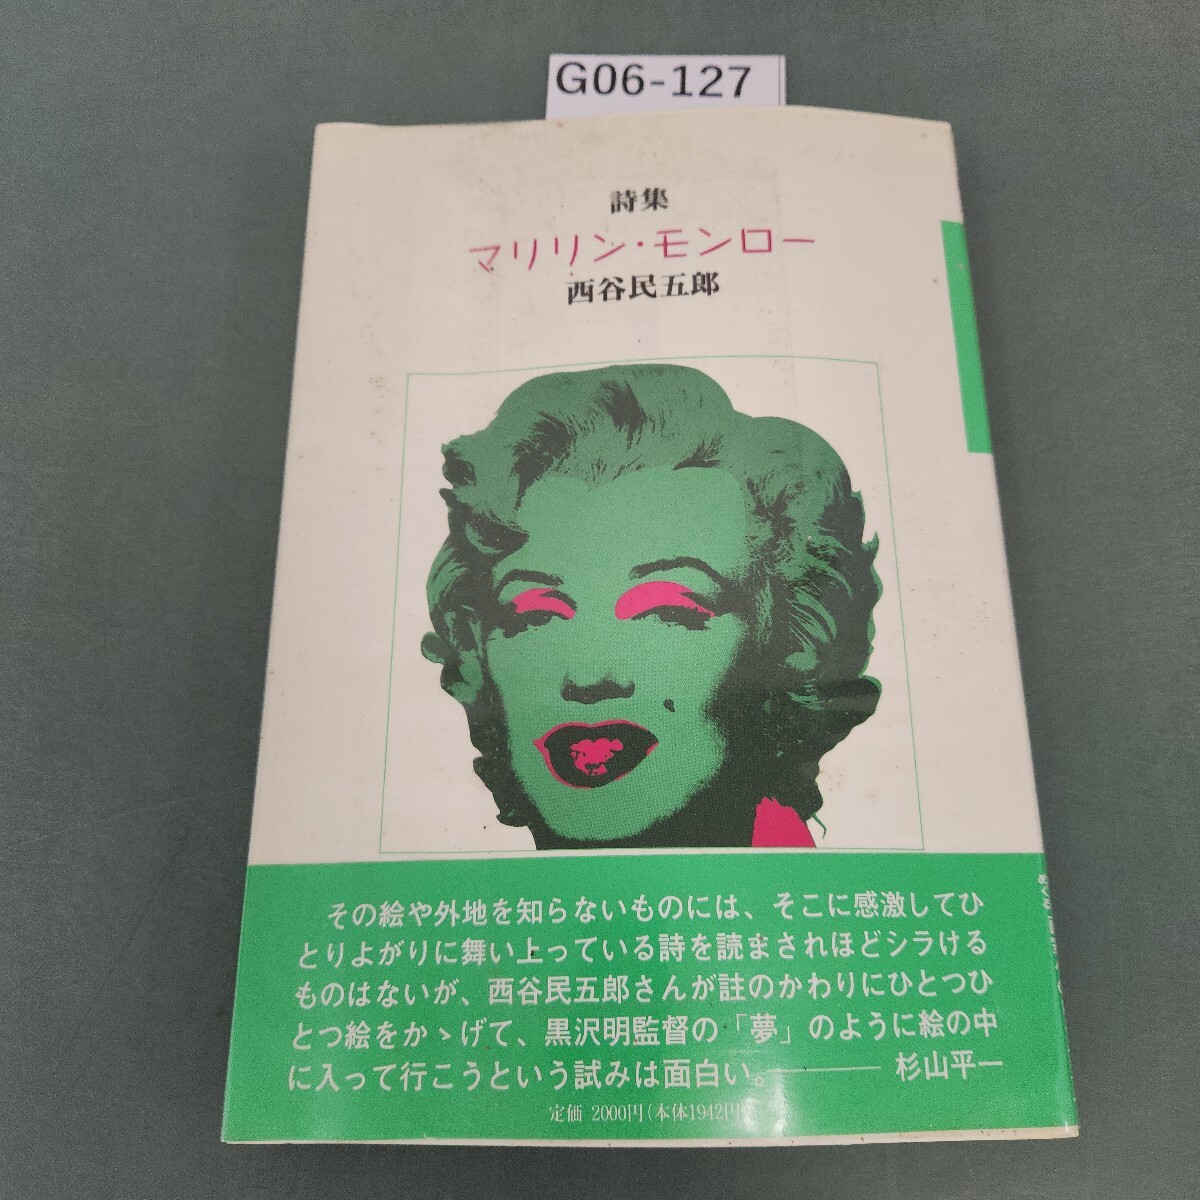 G06-127
詩集
マリリン・モンロー
西谷民五郎
その絵や外地を知らないものには、そこに感激してひ
とりよがりに舞い上っている詩を読まされほどシラける
ものはないが、西谷民五郎さんが註のかわりにひとつひ
とつ絵をかゝげて、黒沢明監督の「夢」のように絵の中
に入って行こうという試みは面白い。――― 杉山平一
定価 2000円(本体1942円